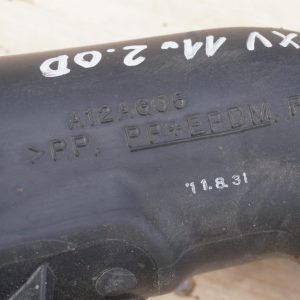 XV 11- 2.0D
A12AG06
>PP, PP+EPDM, P
'11.8.31